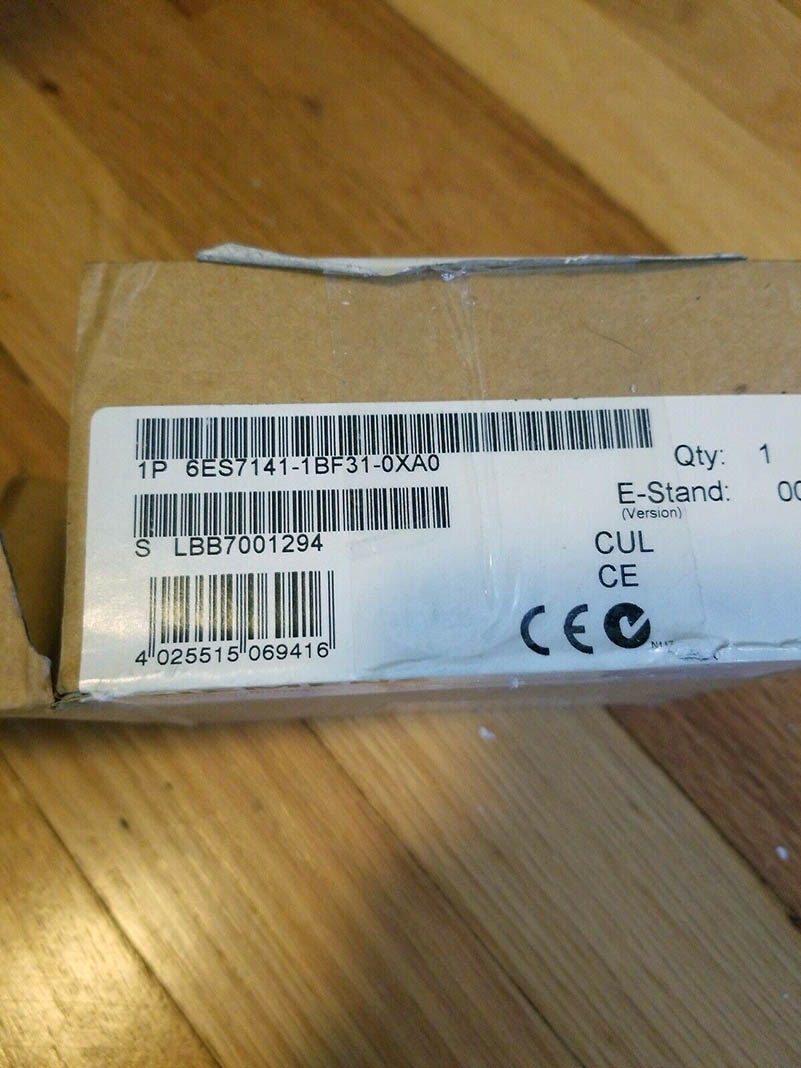 1P 6ES7141-1BF31-0XA0
Qty: 1
E-Stand:
(Version)
S LBB7001294
CUL
CE
CE
4 025515 069416